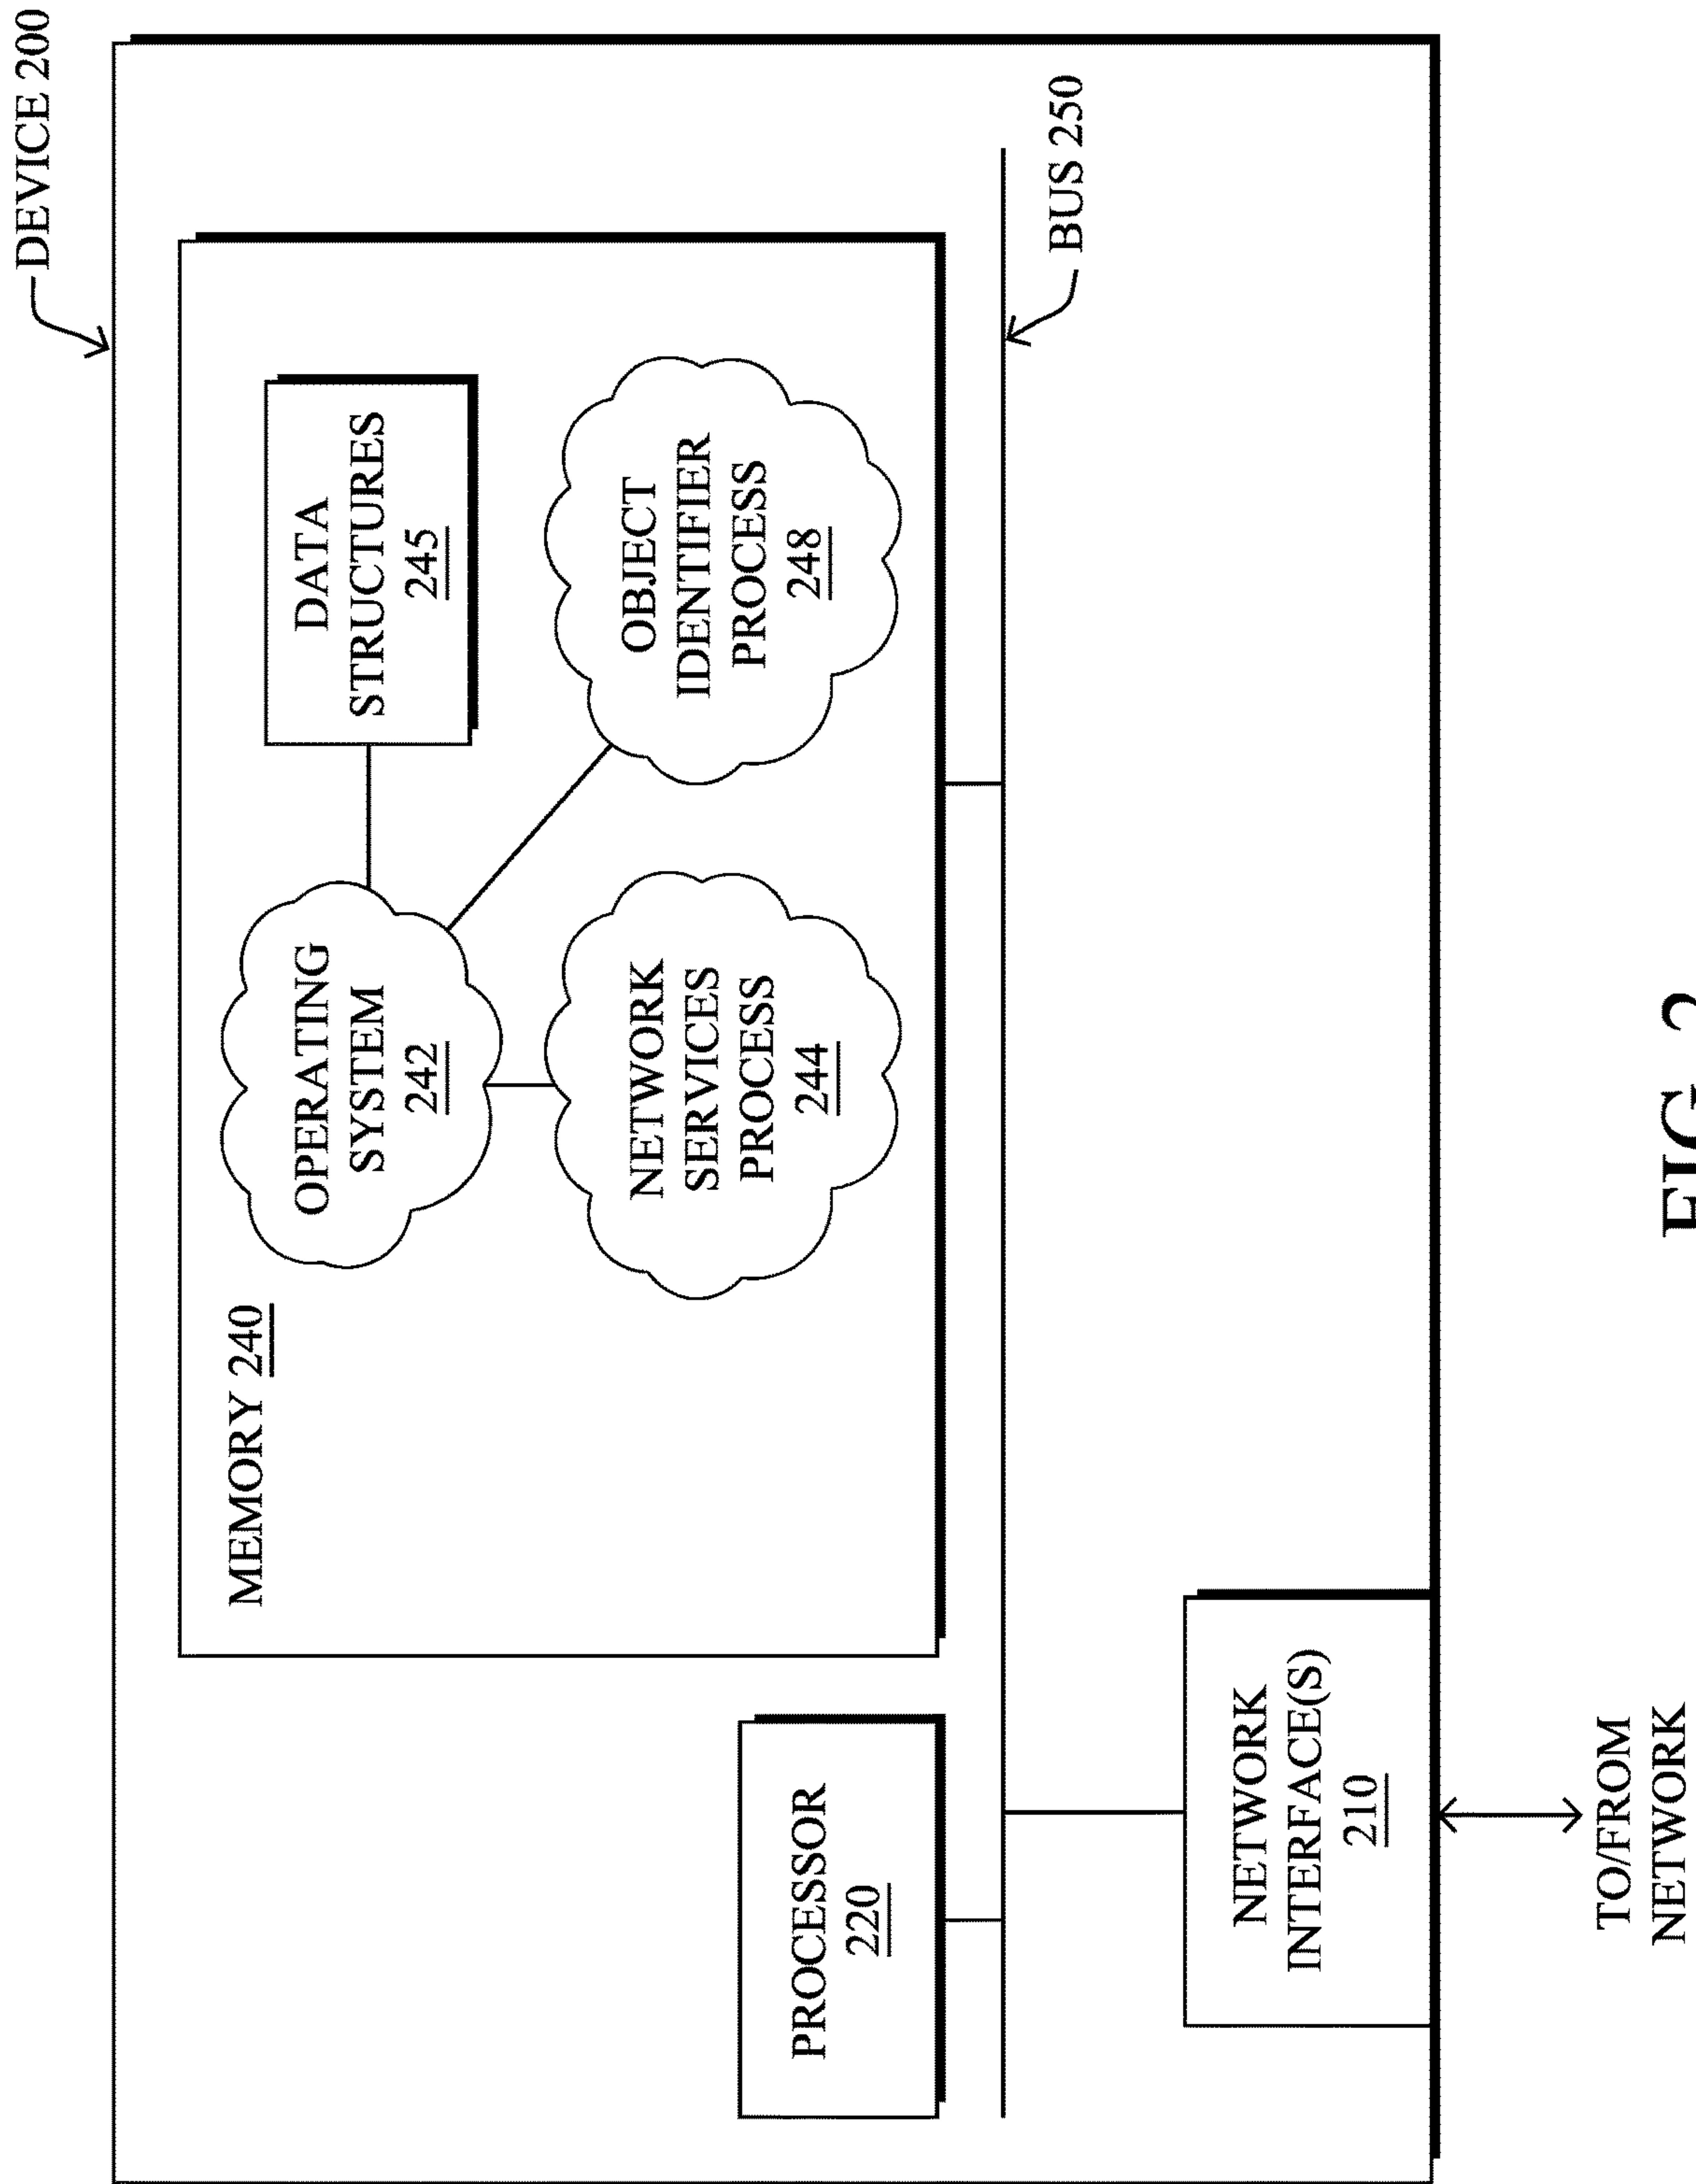 DEVICE 200
MEMORY 240
OPERATING
SYSTEM
242
DATA
STRUCTURES
245
NETWORK
SERVICES
PROCESS
244
OBJECT
IDENTIFIER
PROCESS
248
PROCESSOR
220
BUS 250
NETWORK
INTERFACE(S)
210
TO/FROM
NETWORK
FIG. 2